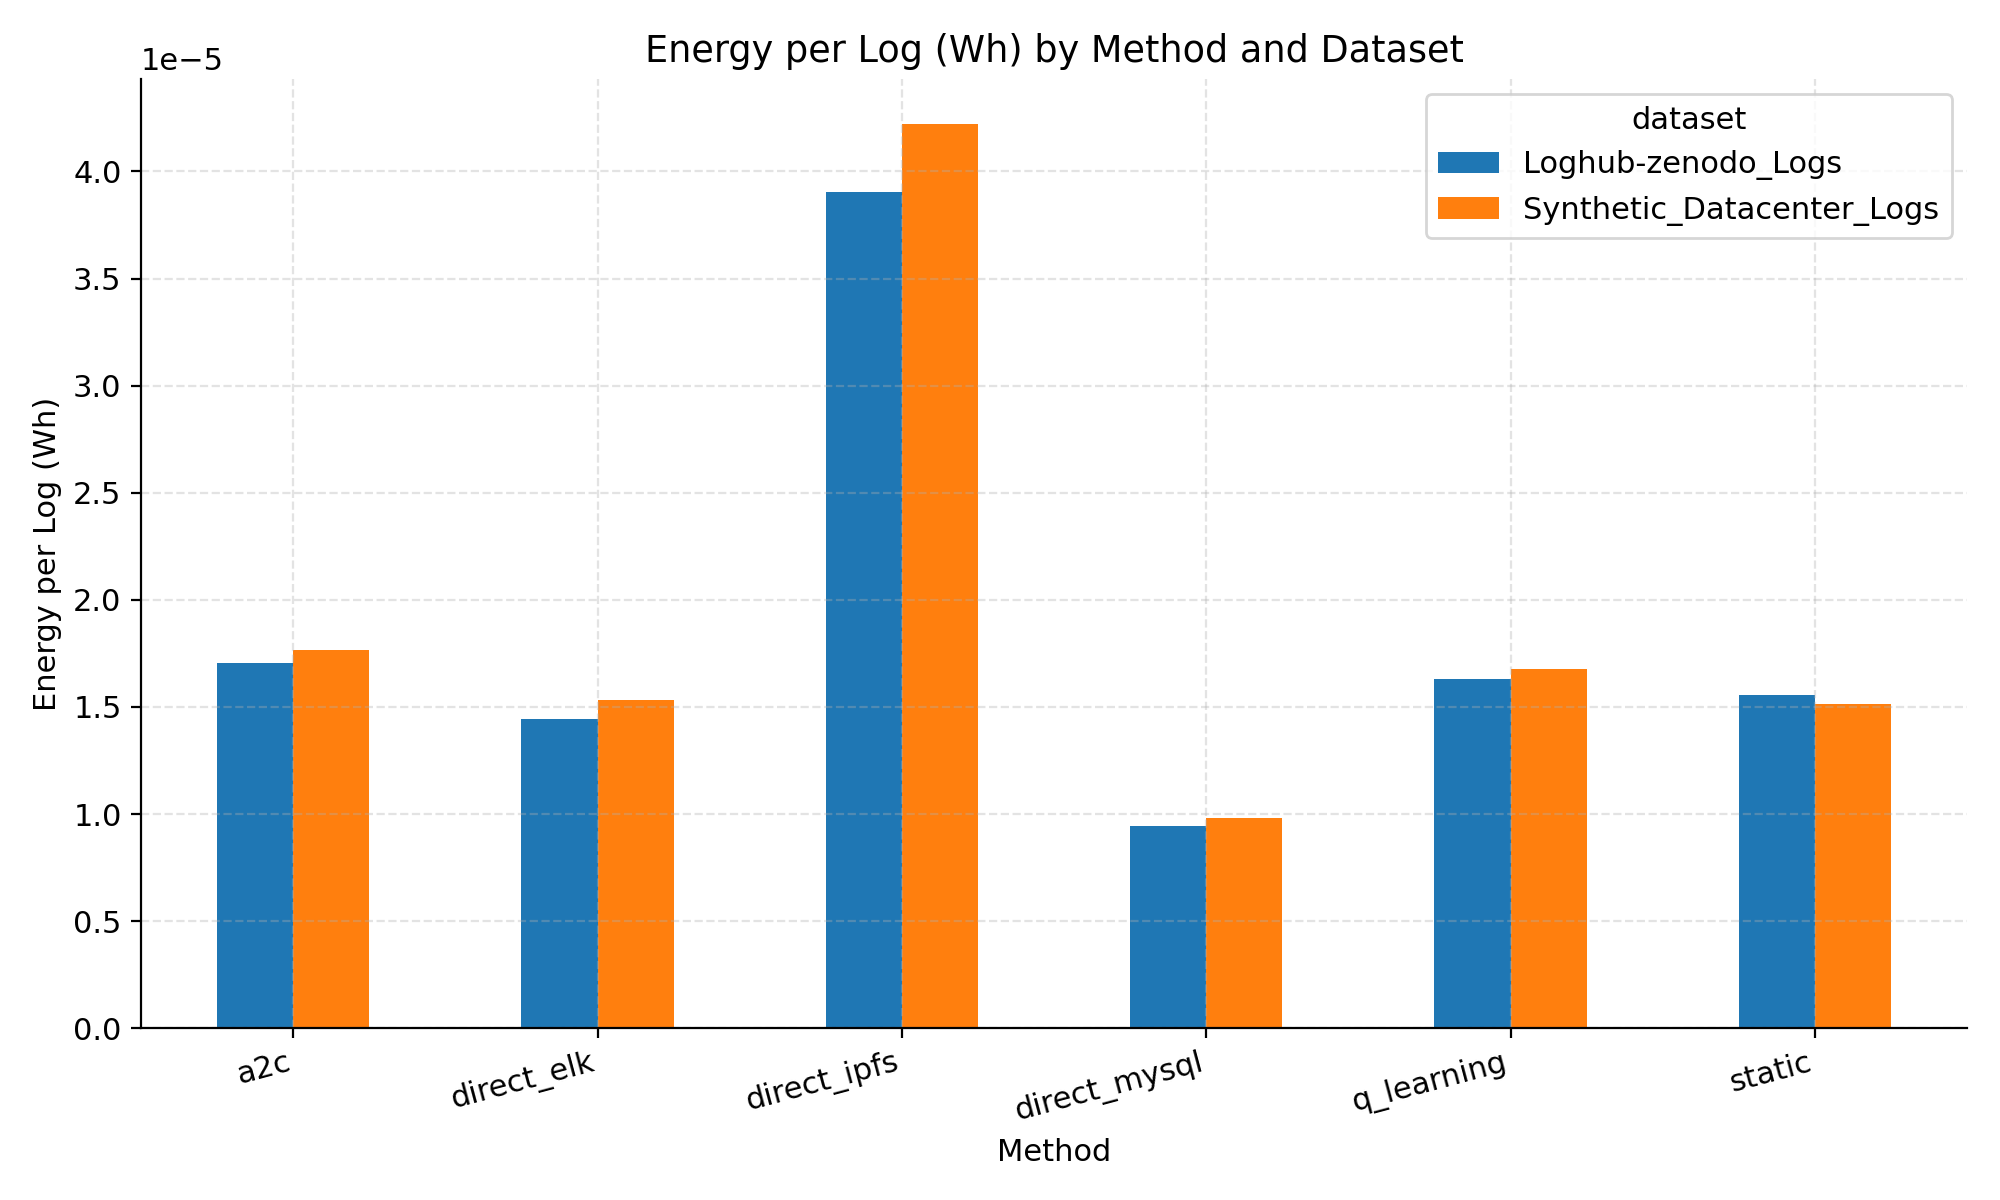 Energy per Log (Wh) by Method and Dataset
1e−5
dataset
Loghub-zenodo_Logs
Synthetic_Datacenter_Logs
Energy per Log (Wh)
4.0
3.5
3.0
2.5
2.0
1.5
1.0
0.5
0.0
a2c
direct_elk
direct_ipfs
direct_mysql
q_learning
static
Method